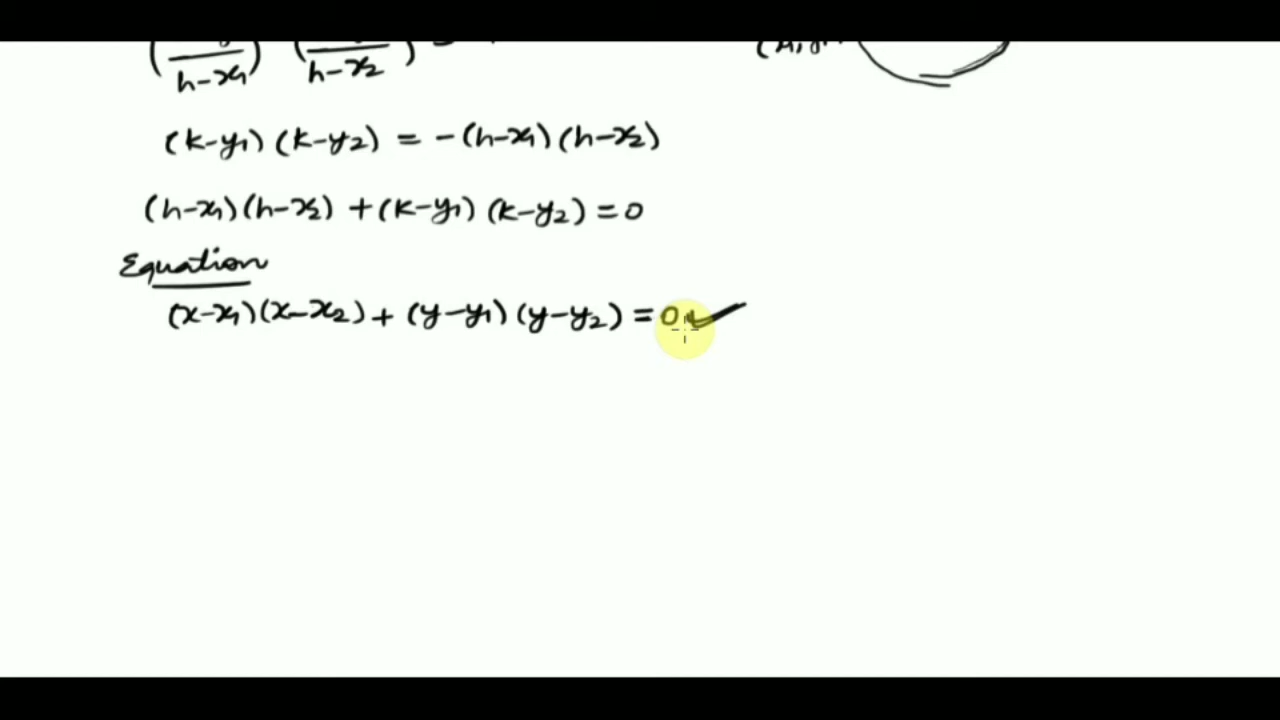 h-x1 h-x2
(k-y1) (k-y2) = -(h-x1) (h-x2)
(h-x1)(h-x2) + (k-y1) (k-y2) = 0
Equation
(x-x1)(x-x2) + (y-y1) (y-y2) = 0